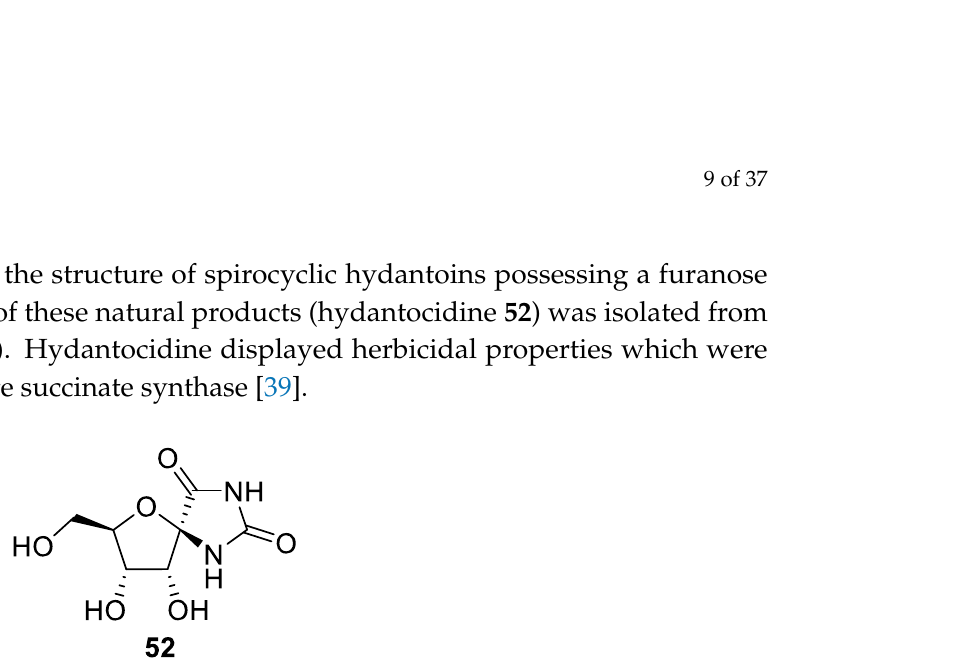 9 of 37
the structure of spirocyclic hydantoins possessing a furanose
of these natural products (hydantocidine 52) was isolated from
). Hydantocidine displayed herbicidal properties which were
e succinate synthase [39].
O
NH
O
HO
N
H
O
HO
OH
52